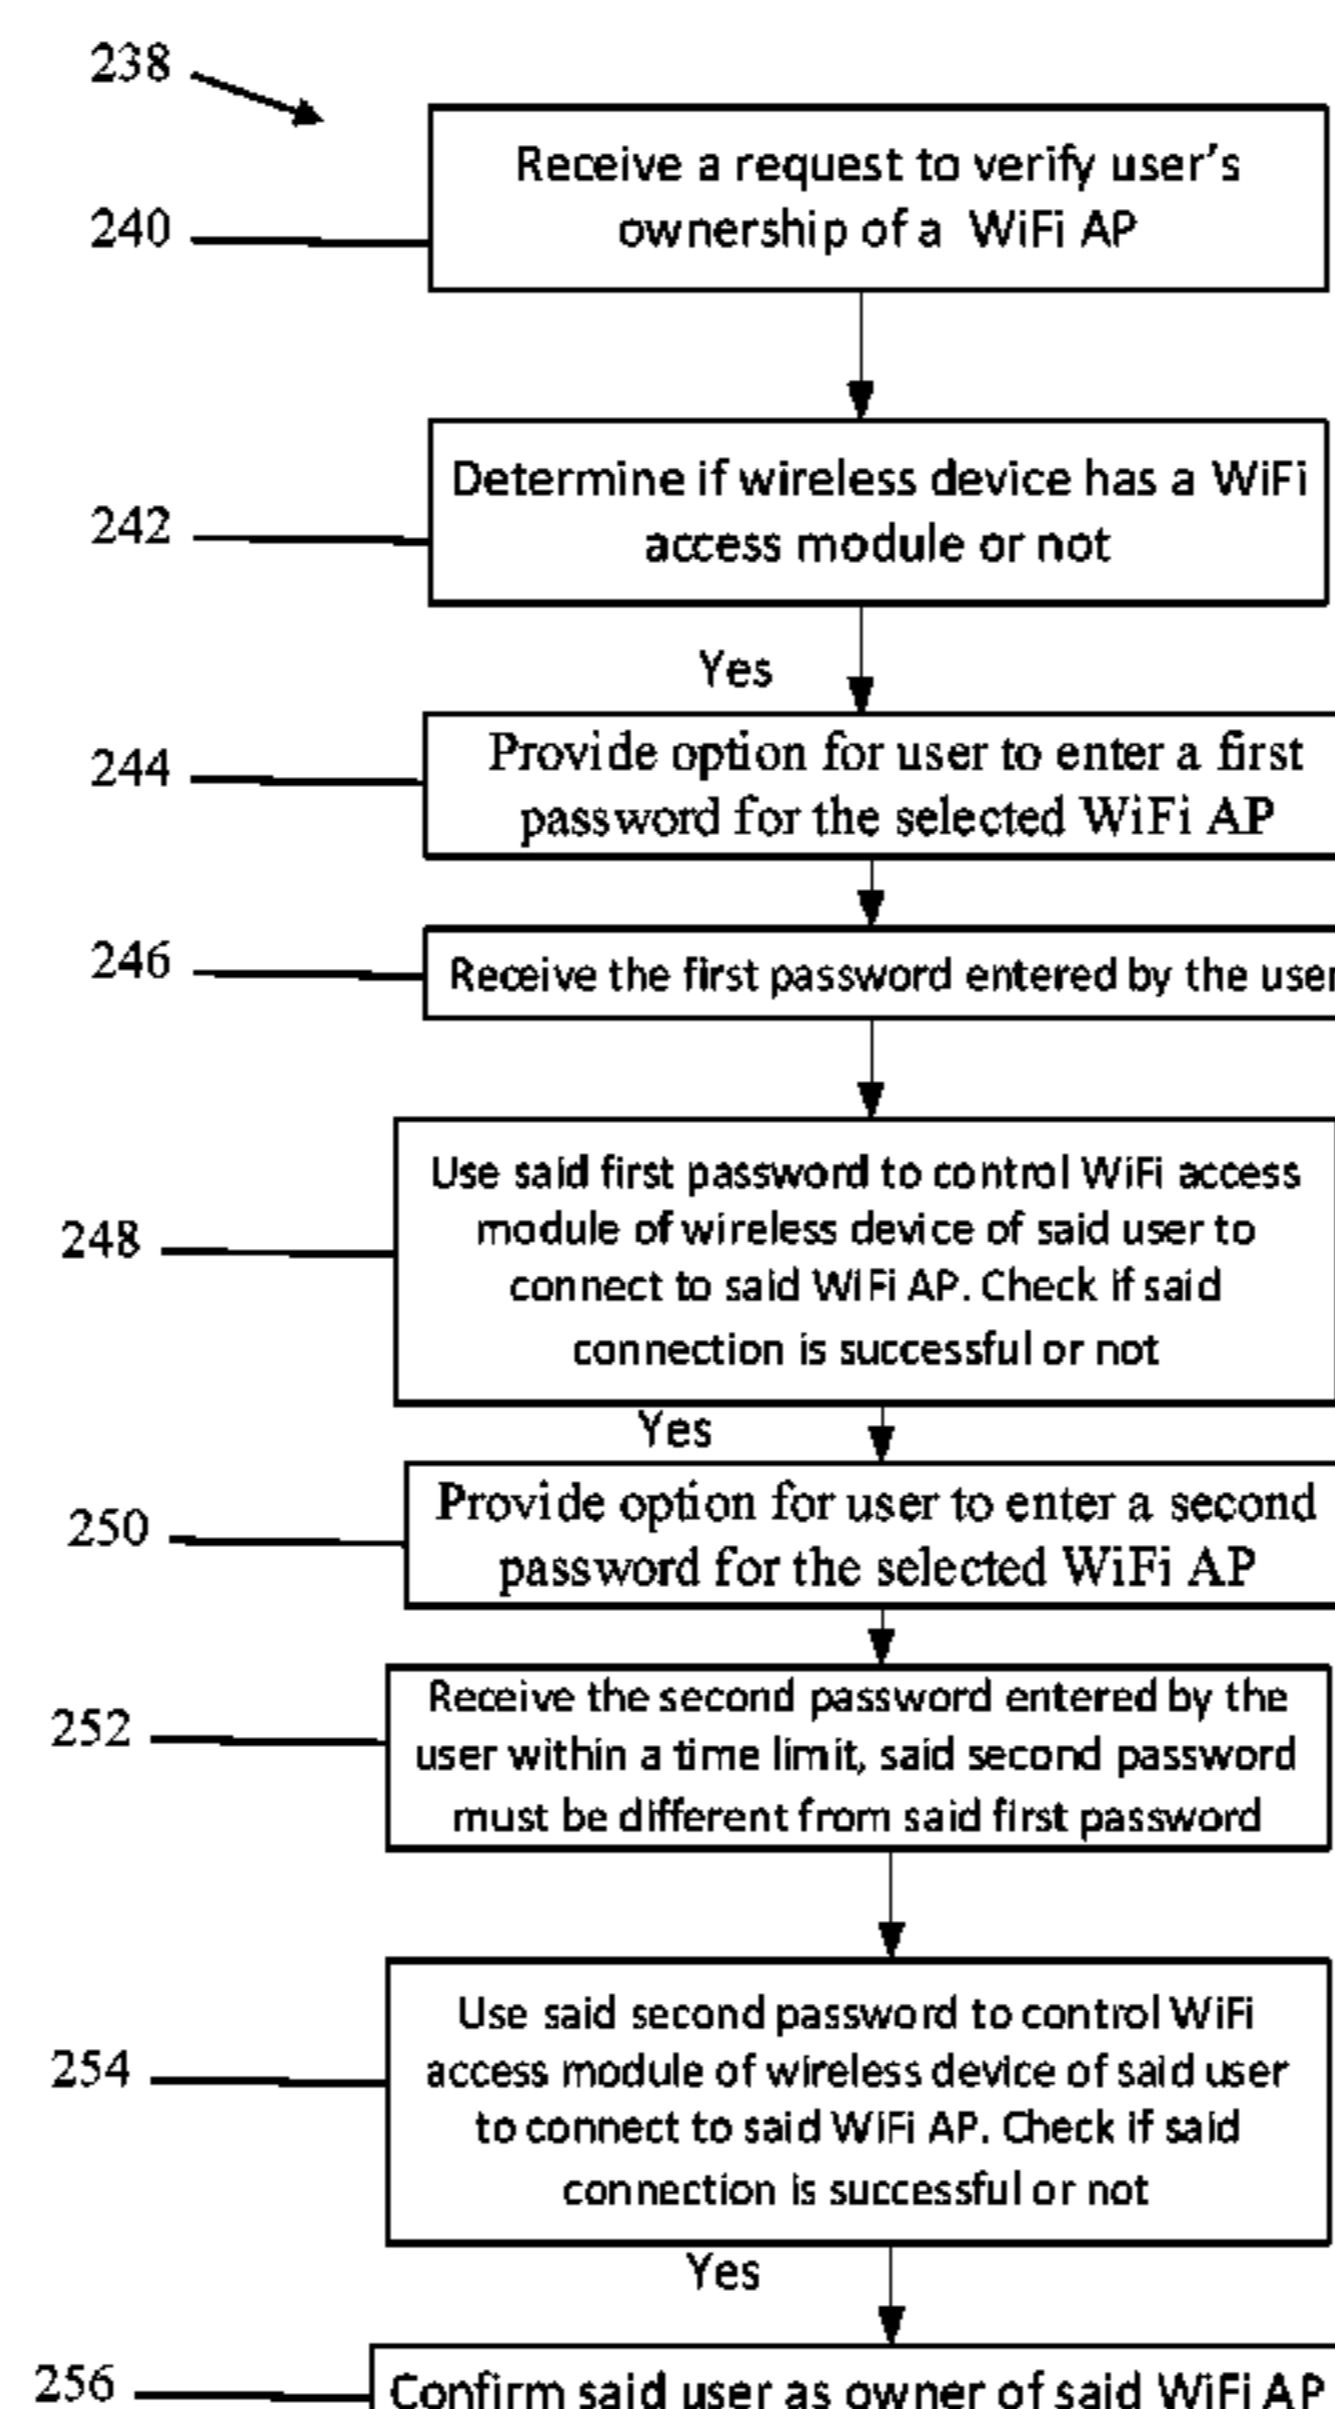 238
Receive a request to verify user's
240
ownership of a WiFi AP
Determine if wireless device has a WiFi
242
access module or not
Yes
244
Provide option for user to enter a first
password for the selected WiFi AP
246
Receive the first password entered by the user
Use said first password to control WiFi access
248
module of wireless device of said user to
connect to said WiFi AP. Check if said
connection is successful or not
Yes
250
Provide option for user to enter a second
password for the selected WiFi AP
252
Receive the second password entered by the
user within a time limit, said second password
must be different from said first password
254
Use said second password to control WiFi
access module of wireless device of said user
to connect to said WiFi AP. Check if said
connection is successful or not
Yes
256
Confirm said user as owner of said WiFi AP